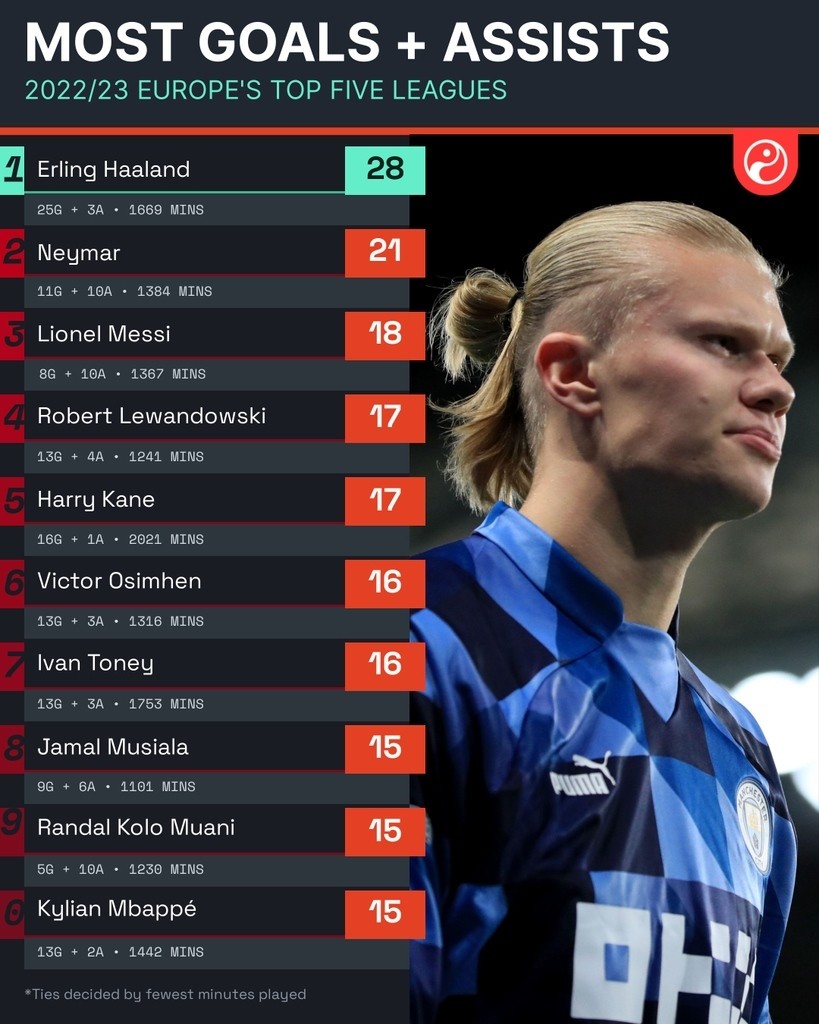 MOST GOALS + ASSISTS
2022/23 EUROPE'S TOP FIVE LEAGUES
1 Erling Haaland 28
25G + 3A • 1669 MINS
2 Neymar 21
11G + 10A • 1384 MINS
3 Lionel Messi 18
8G + 10A • 1367 MINS
4 Robert Lewandowski 17
13G + 4A • 1241 MINS
5 Harry Kane 17
16G + 1A • 2021 MINS
6 Victor Osimhen 16
13G + 3A • 1316 MINS
7 Ivan Toney 16
13G + 3A • 1753 MINS
8 Jamal Musiala 15
9G + 6A • 1101 MINS
9 Randal Kolo Muani 15
5G + 10A • 1230 MINS
0 Kylian Mbappé 15
13G + 2A • 1442 MINS
*Ties decided by fewest minutes played
PUMA
MANCHESTER